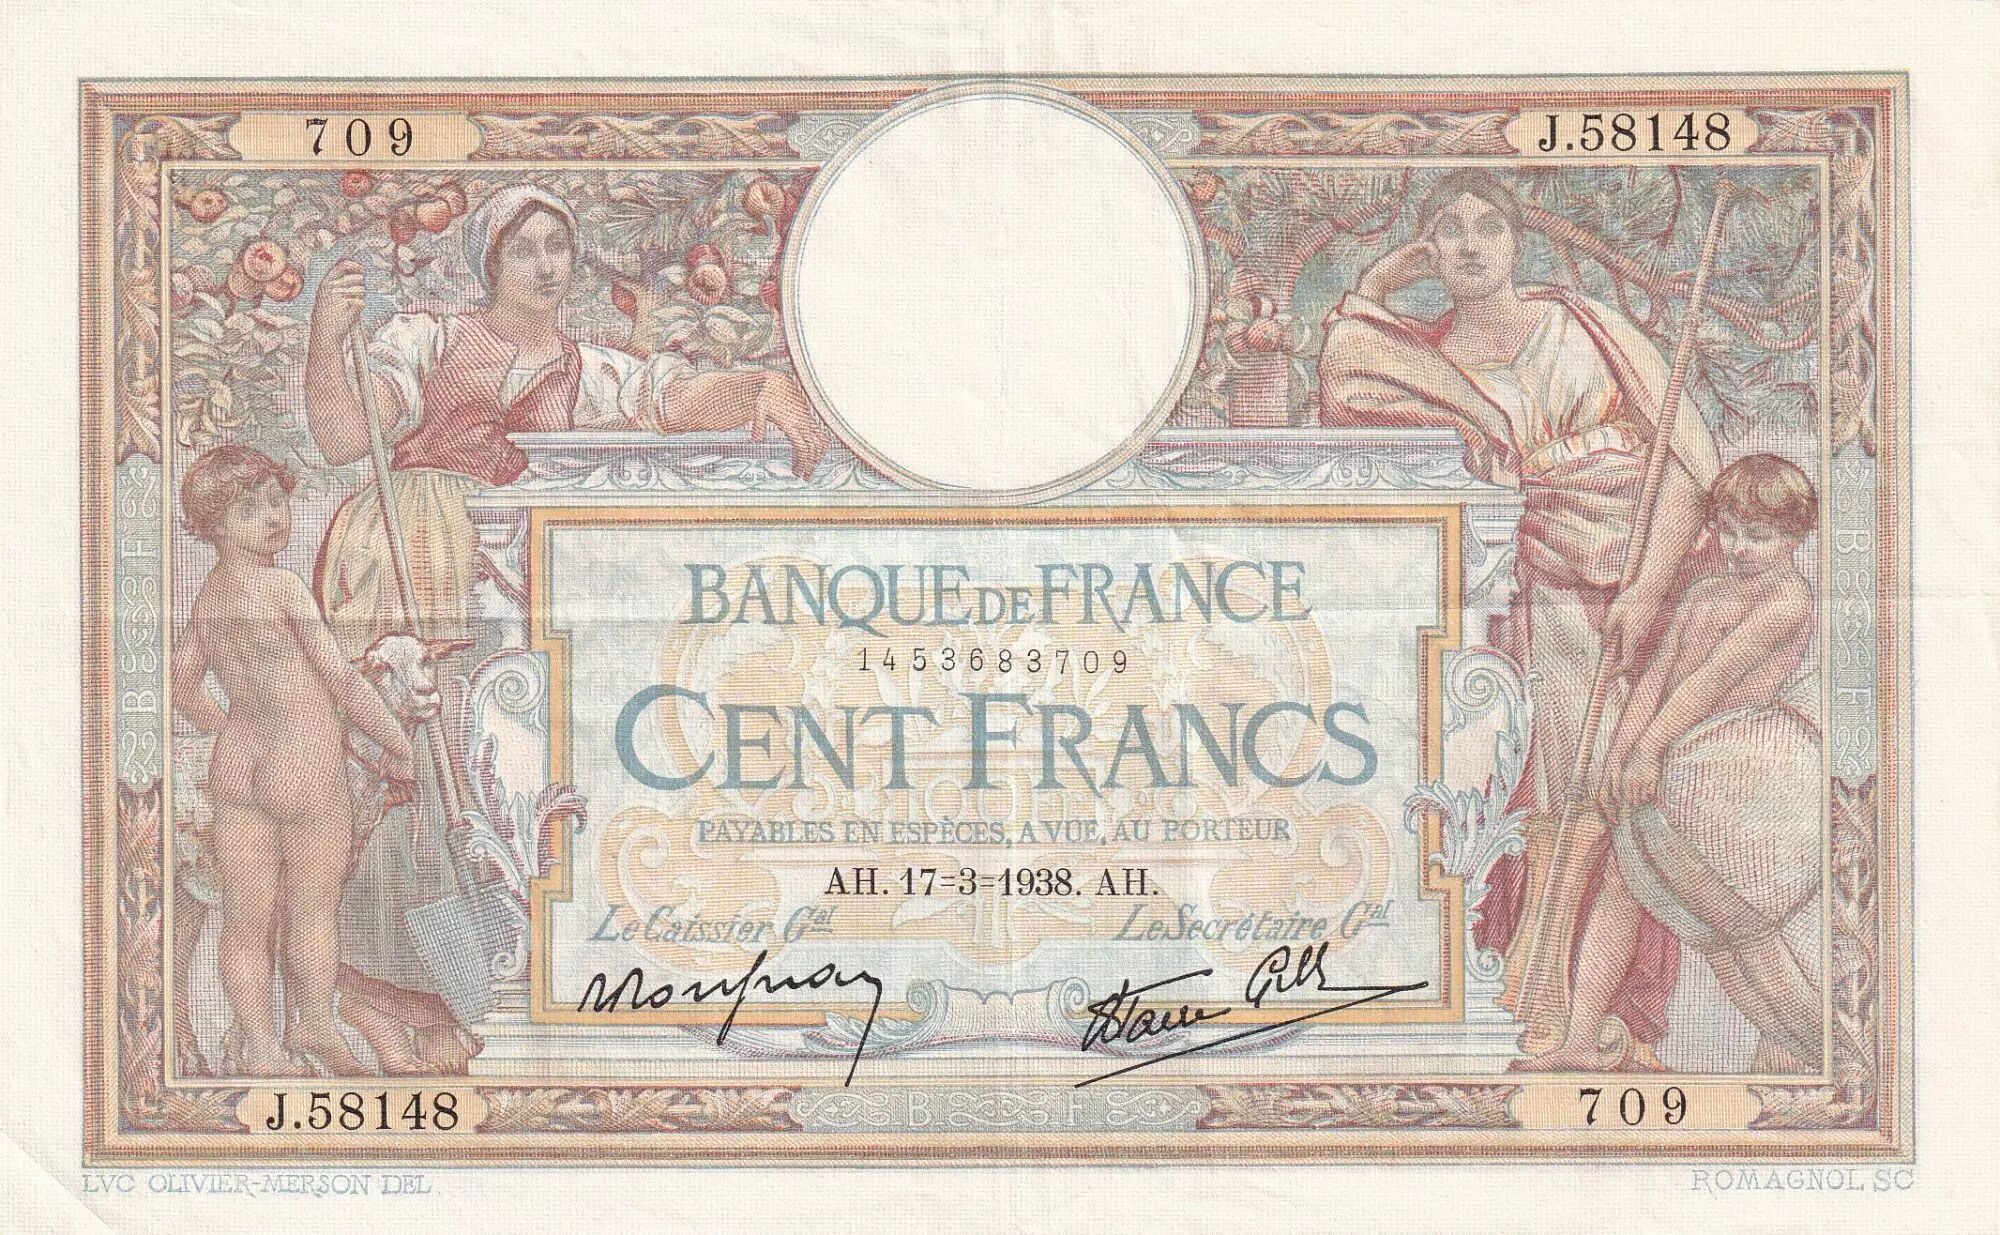 709
J.58148
BANQUE DE FRANCE
1453683709
CENT FRANCS
PAYABLES EN ESPÈCES, A VUE, AU PORTEUR
AH. 17=3=1938. AH.
Le Caissier Gal
Le Secrétaire Gal
B F
B F
J.58148
B F
709
LVC OLIVIER-MERSON DEL.
ROMAGNOL SC